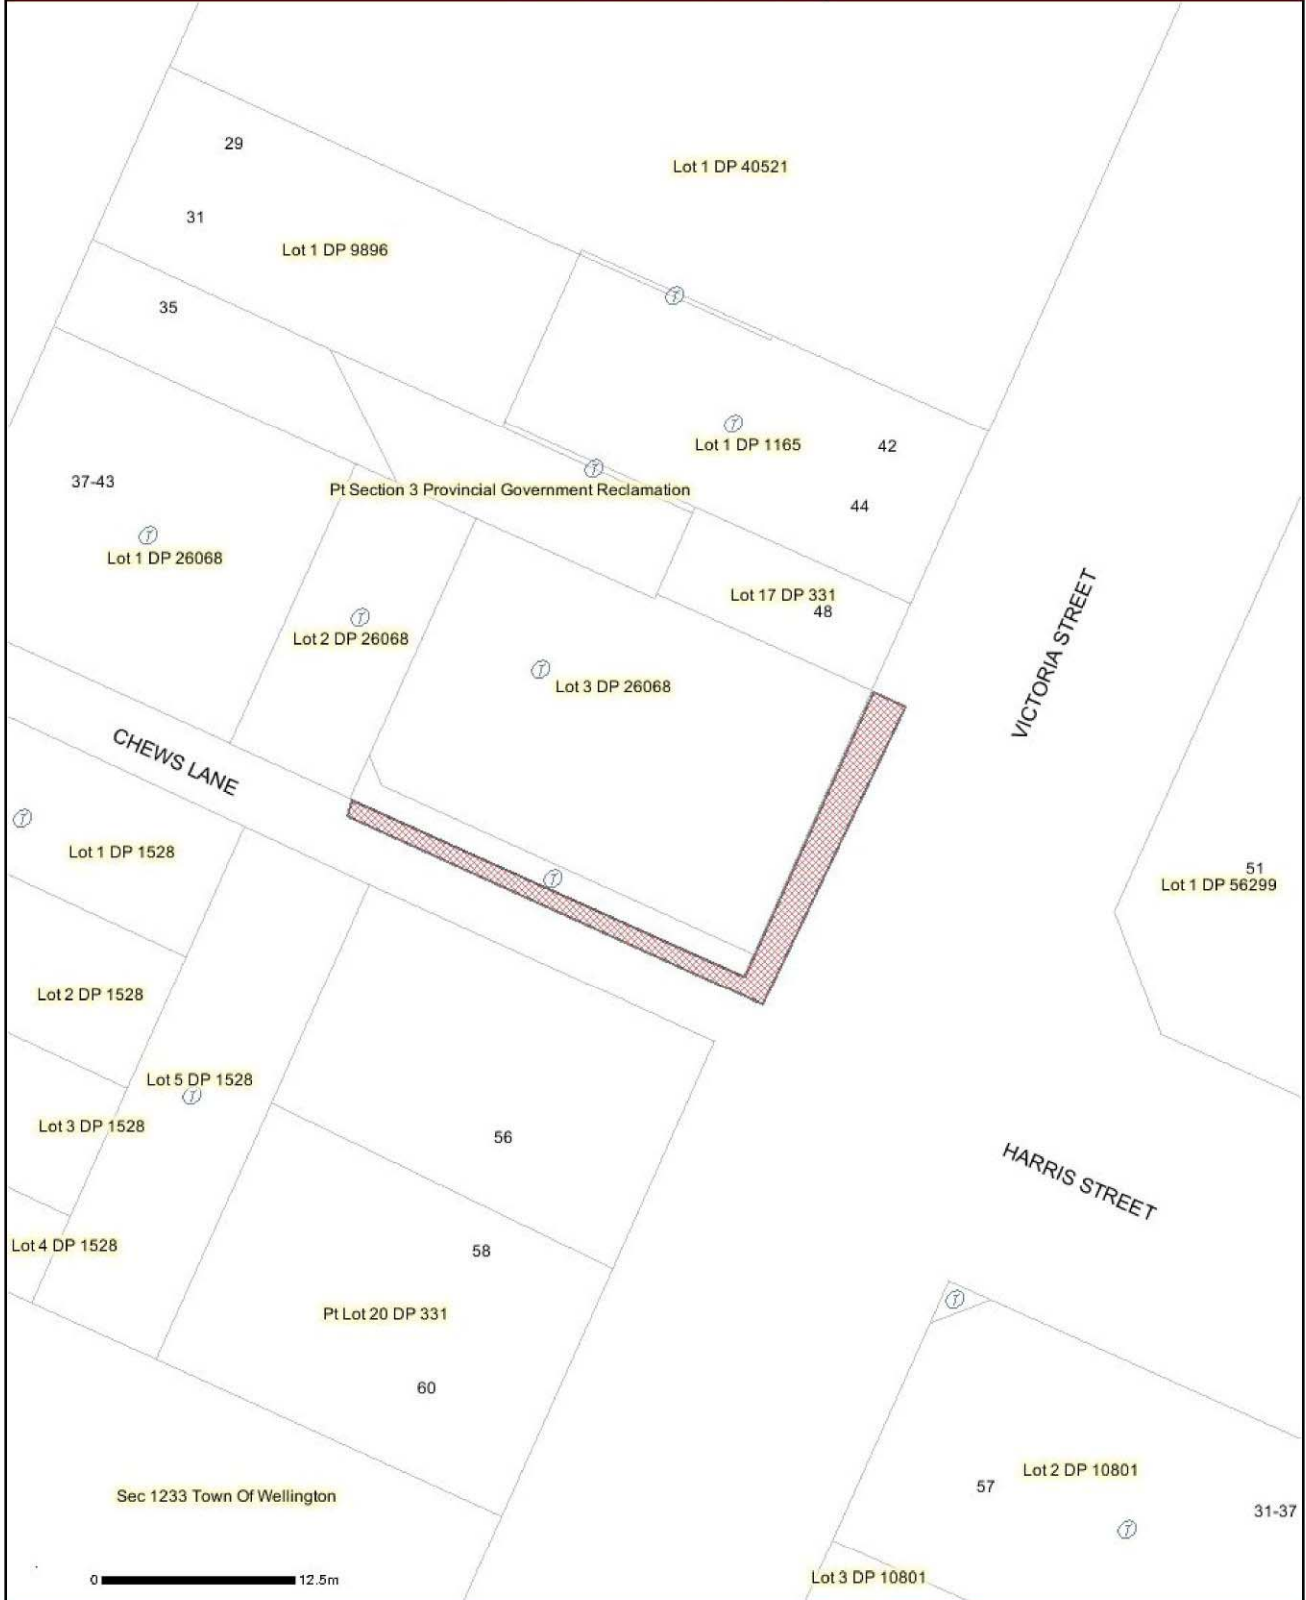 29
Lot 1 DP 40521
31
Lot 1 DP 9896
35
T
T
Lot 1 DP 1165
42
T
37-43
Pt Section 3 Provincial Government Reclamation
44
T
Lot 1 DP 26068
Lot 17 DP 331
48
T
Lot 2 DP 26068
T
Lot 3 DP 26068
VICTORIA STREET
CHEWS LANE
T
Lot 1 DP 1528
T
51
Lot 1 DP 56299
Lot 2 DP 1528
Lot 5 DP 1528
T
Lot 3 DP 1528
56
HARRIS STREET
Lot 4 DP 1528
58
T
Pt Lot 20 DP 331
60
Lot 2 DP 10801
57
Sec 1233 Town Of Wellington
31-37
T
0 12.5m
Lot 3 DP 10801